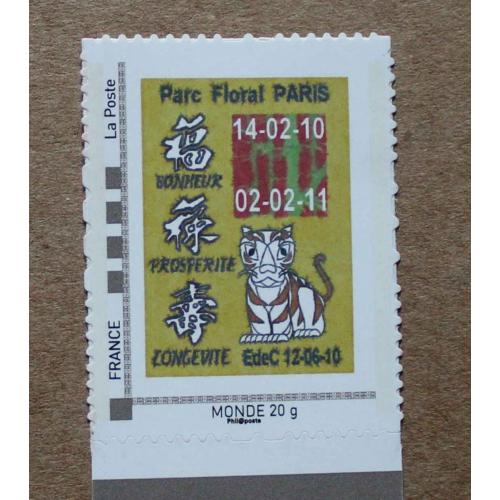 Parc Floral PARIS
14-02-10
02-02-11
福
BONHEUR
祿
PROSPERITE
壽
LONGEVITE
EdeC 12-06-10
La Poste
FRANCE
MONDE 20 g
Phil@poste